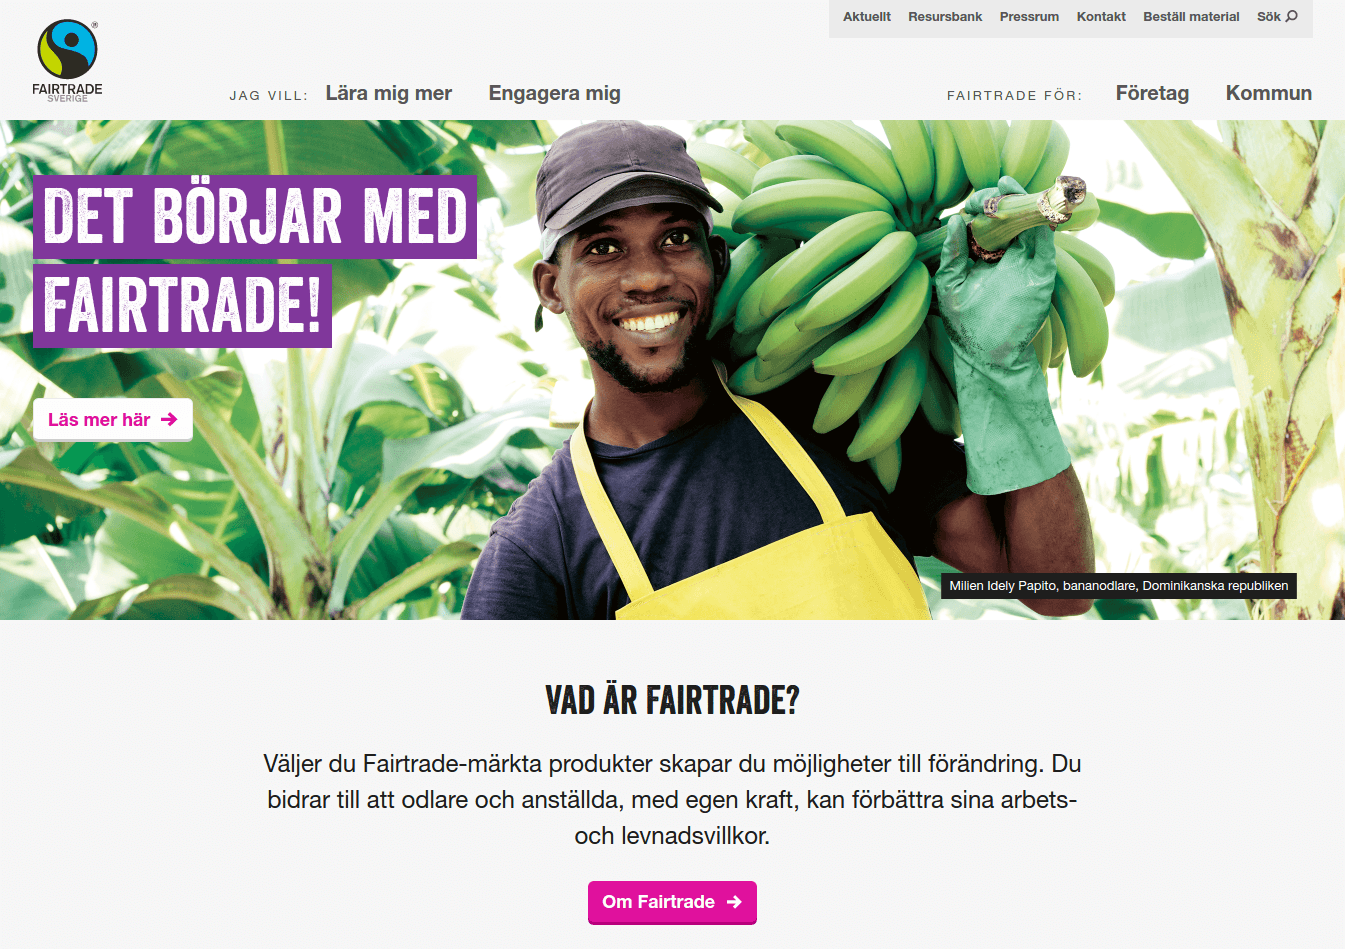 Aktuellt Resursbank Pressrum Kontakt Beställ material Sök
FAIRTRADE
SVERIGE
JAG VILL: Lära mig mer Engagera mig FAIRTRADE FÖR: Företag Kommun
DET BÖRJAR MED
FAIRTRADE!
Läs mer här
Milien Idely Papito, bananodlare, Dominikanska republiken
VAD ÄR FAIRTRADE?
Väljer du Fairtrade-märkta produkter skapar du möjligheter till förändring. Du
bidrar till att odlare och anställda, med egen kraft, kan förbättra sina arbets-
och levnadsvillkor.
Om Fairtrade